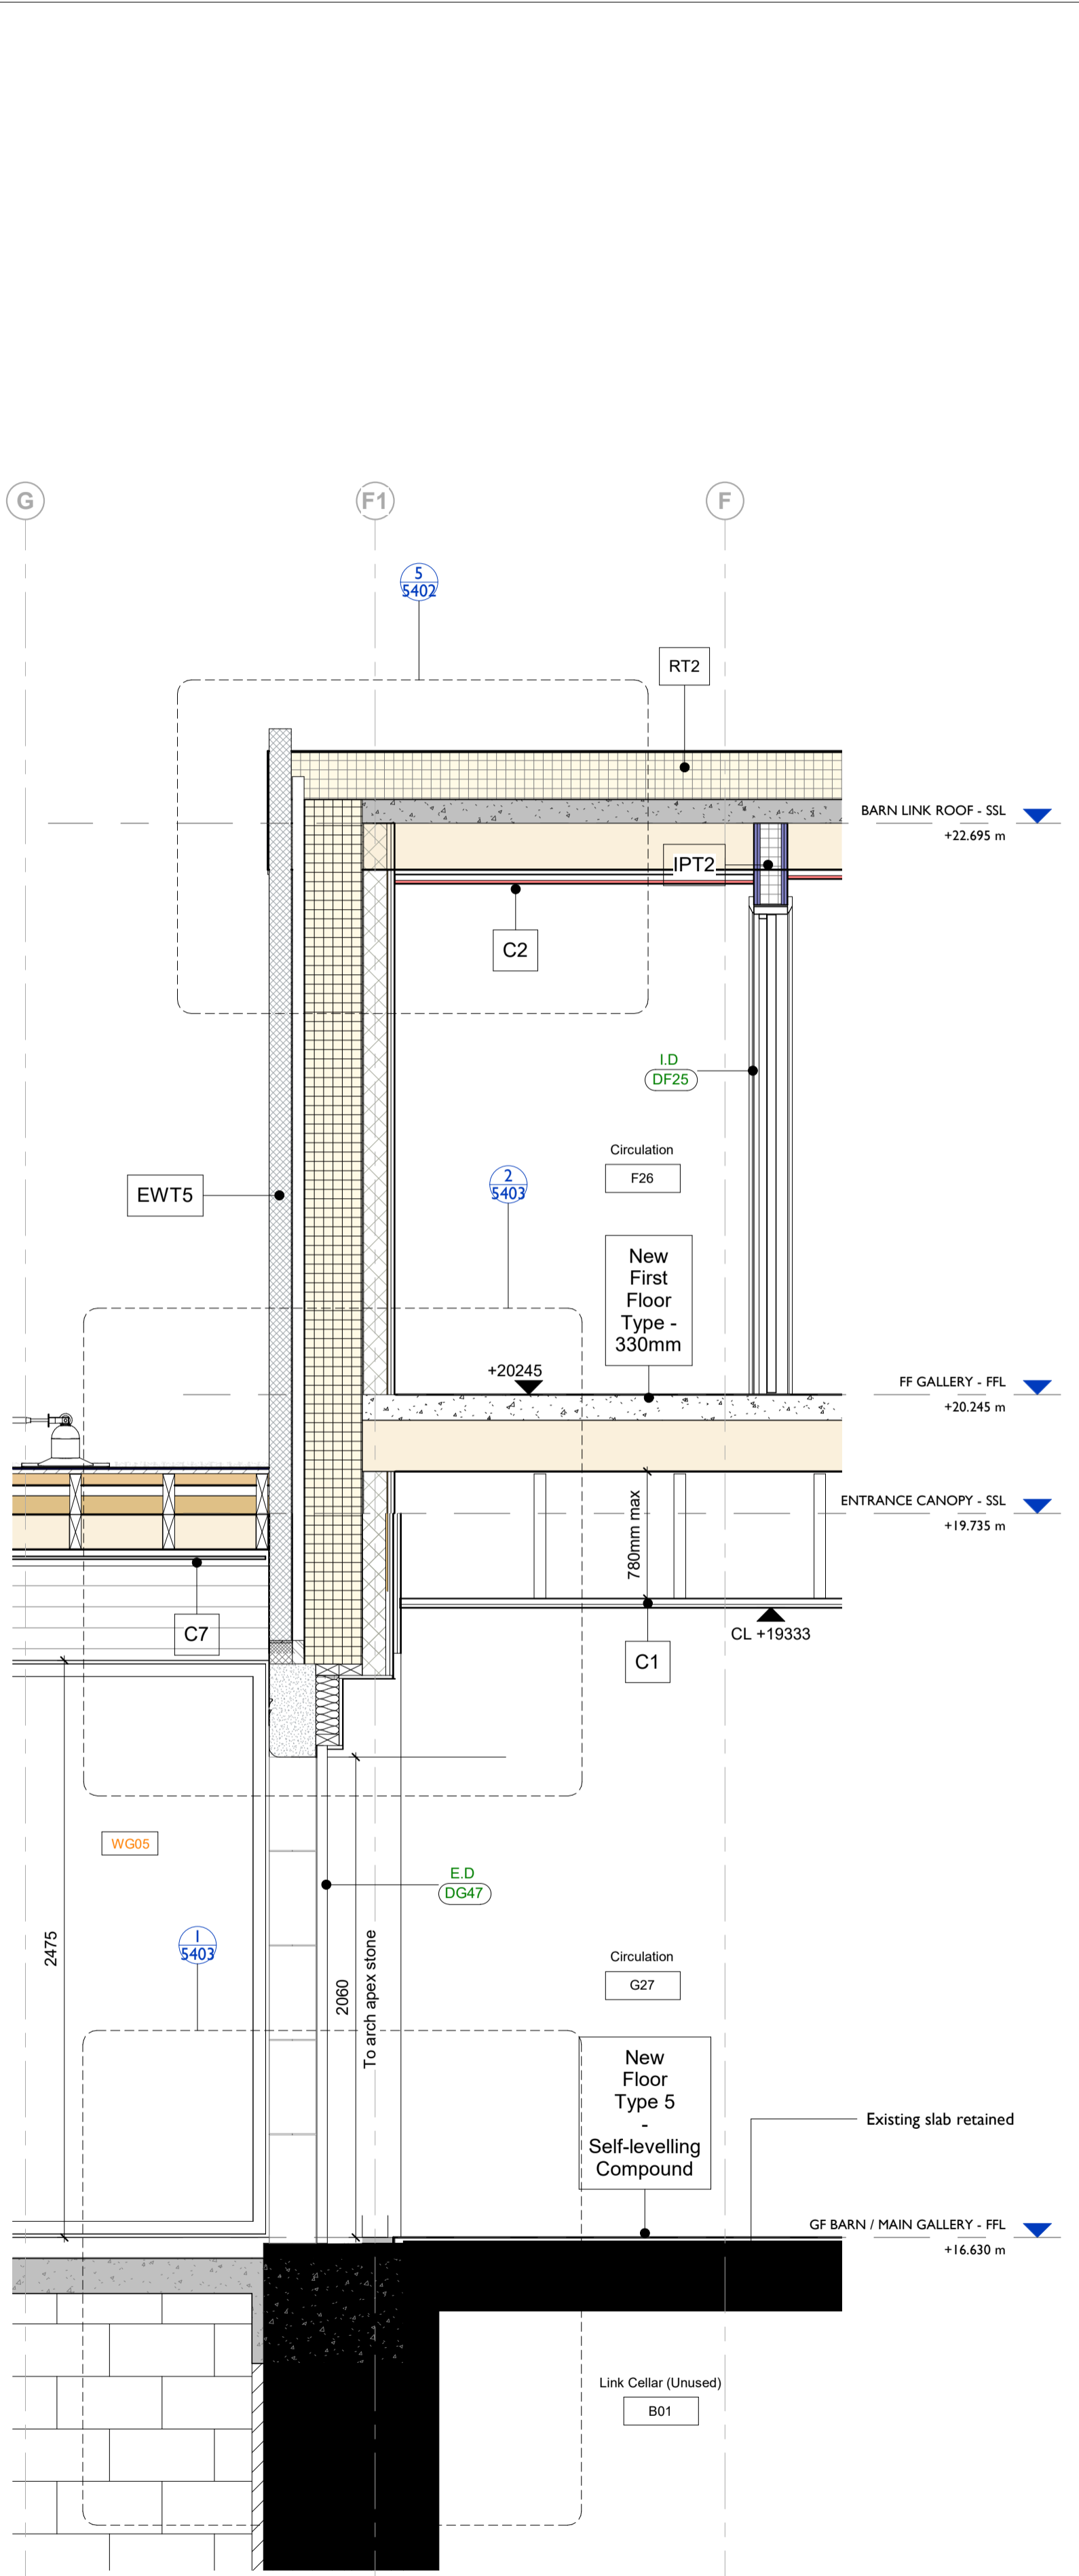 G
F1
F
5
5402
RT2
BARN LINK ROOF - SSL
+22.695 m
IPT2
C2
I.D
DF25
Circulation
F26
2
5403
EWT5
New
First
Floor
Type -
330mm
+20245
FF GALLERY - FFL
+20.245 m
ENTRANCE CANOPY - SSL
+19.735 m
780mm max
C7
CL +19333
C1
WG05
E.D
DG47
2475
1
5403
2060
To arch apex stone
Circulation
G27
New
Floor
Type 5
-
Self-levelling
Compound
Existing slab retained
GF BARN / MAIN GALLERY - FFL
+16.630 m
Link Cellar (Unused)
B01